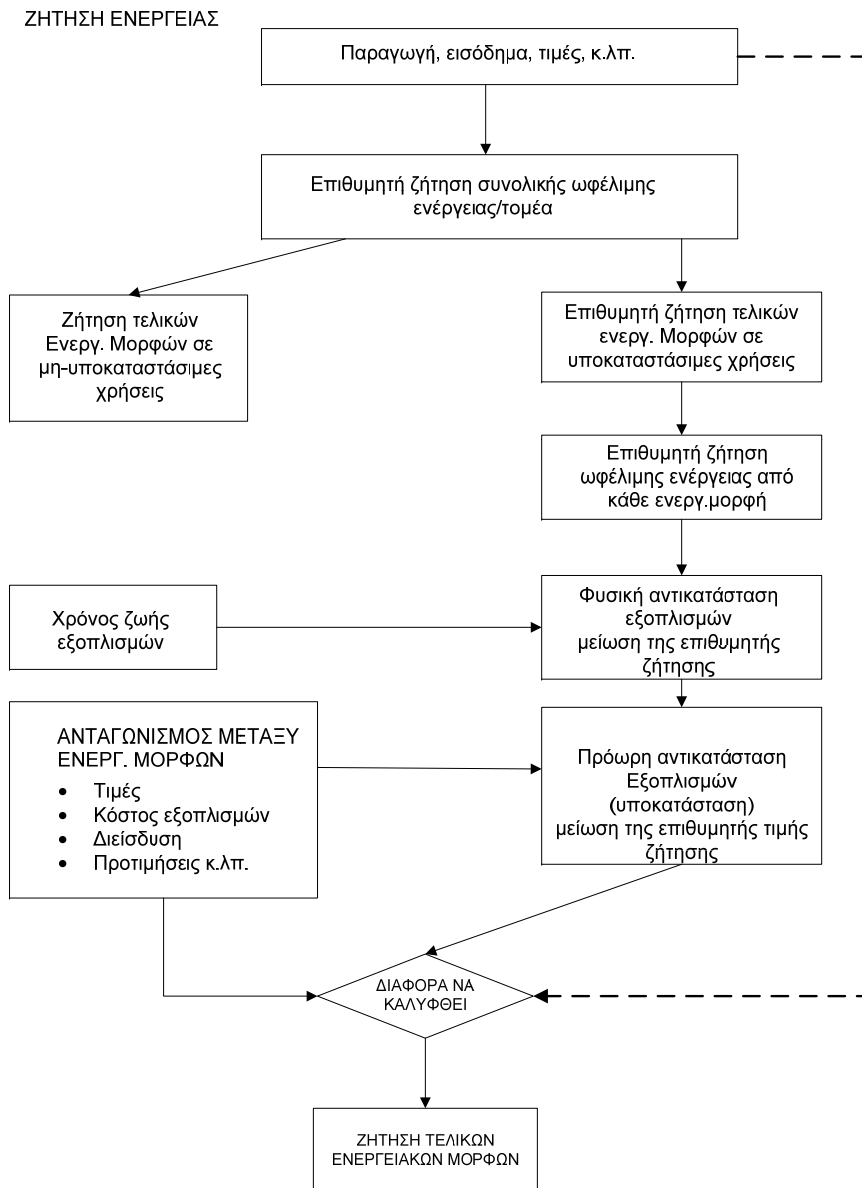 ΖΗΤΗΣΗ ΕΝΕΡΓΕΙΑΣ
Παραγωγή, εισόδημα, τιμές, κ.λπ.
Επιθυμητή ζήτηση συνολικής ωφέλιμης
ενέργειας/τομέα
Ζήτηση τελικών
Ενεργ. Μορφών σε
μη-υποκαταστάσιμες
χρήσεις
Επιθυμητή ζήτηση τελικών
ενεργ. Μορφών σε
υποκαταστάσιμες χρήσεις
Επιθυμητή ζήτηση
ωφέλιμης ενέργειας από
κάθε ενεργ.μορφή
Χρόνος ζωής
εξοπλισμών
Φυσική αντικατάσταση
εξοπλισμών
μείωση της επιθυμητής
ζήτησης
ΑΝΤΑΓΩΝΙΣΜΟΣ ΜΕΤΑΞΥ
ΕΝΕΡΓ. ΜΟΡΦΩΝ
• Τιμές
• Κόστος εξοπλισμών
• Διείσδυση
• Προτιμήσεις κ.λπ.
Πρόωρη αντικατάσταση
Εξοπλισμών
(υποκατάσταση)
μείωση της επιθυμητής τιμής
ζήτησης
ΔΙΑΦΟΡΑ ΝΑ
ΚΑΛΥΦΘΕΙ
ΖΗΤΗΣΗ ΤΕΛΙΚΩΝ
ΕΝΕΡΓΕΙΑΚΩΝ ΜΟΡΦΩΝ